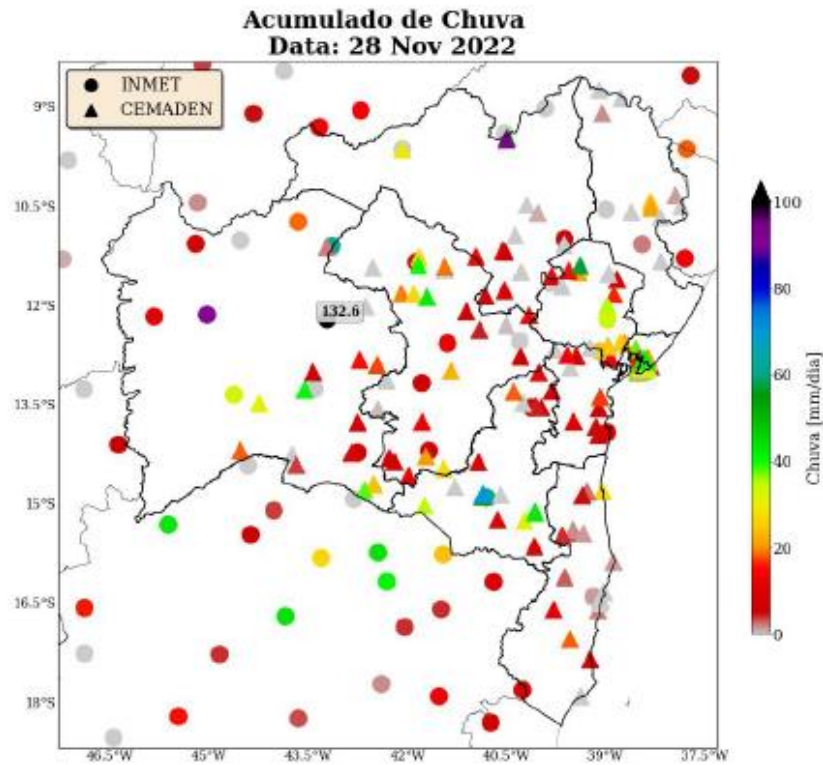 Acumulado de Chuva
Data: 28 Nov 2022
INMET
CEMADEN
9°S
10.5°S
12°S
13.5°S
15°S
16.5°S
18°S
132.6
46.5°W
45°W
43.5°W
42°W
40.5°W
39°W
37.5°W
100
80
60
40
20
0
Chuva [mm/dia]